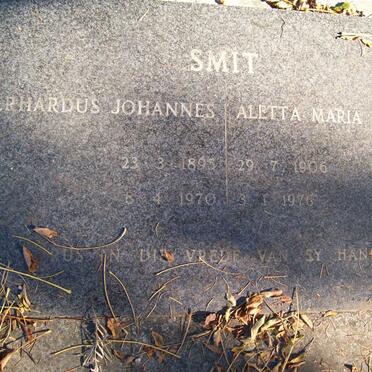 SMIT
RHARDUS JOHANNES ALETTA MARIA
23 3 1895 29 7 1906
6 4 1970 3 1 1976
RUS IN DIE VREDE VAN SY HAN